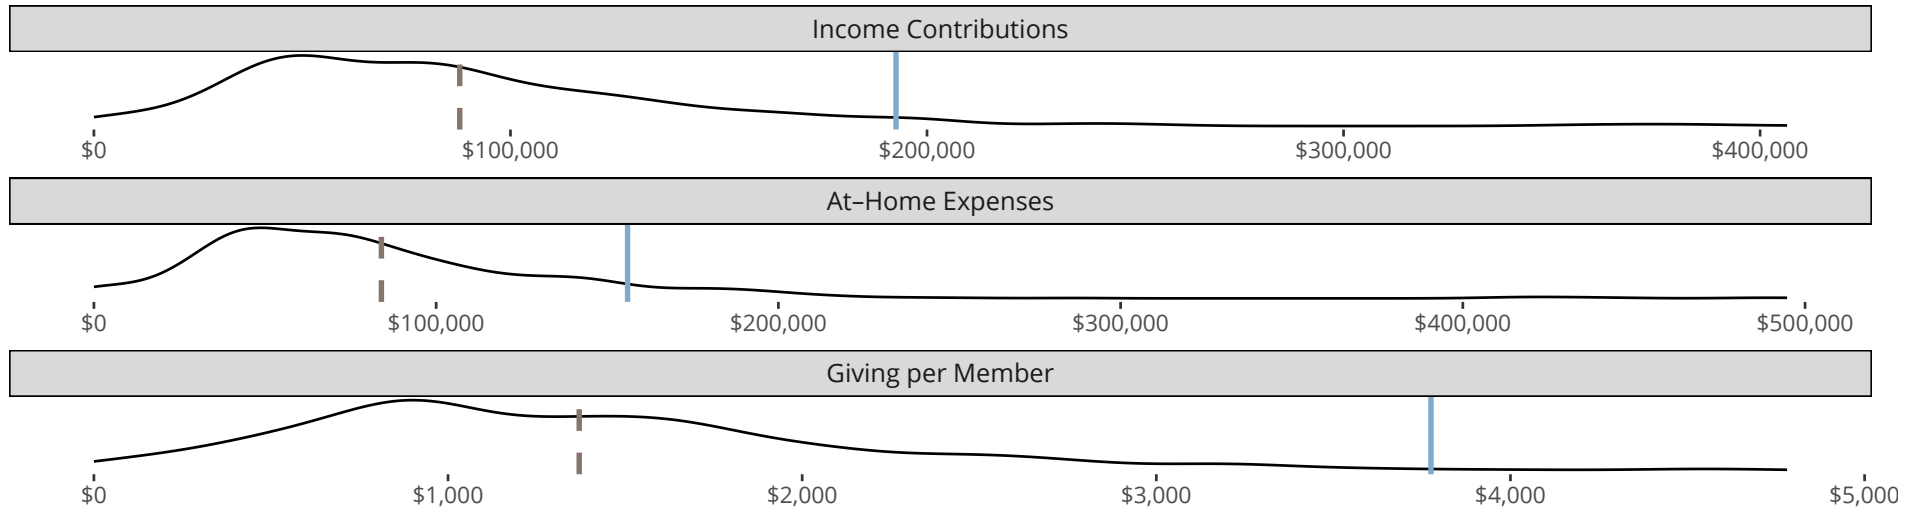 Income Contributions
$0 $100,000 $200,000 $300,000 $400,000
At–Home Expenses
$0 $100,000 $200,000 $300,000 $400,000 $500,000
Giving per Member
$0 $1,000 $2,000 $3,000 $4,000 $5,000